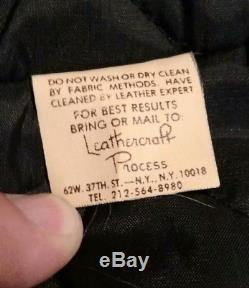 DO NOT WASH OR DRY CLEAN
BY FABRIC METHODS. HAVE
CLEANED BY LEATHER EXPERT
FOR BEST RESULTS
BRING OR MAIL TO:
Leathercraft
Process
62W. 37TH. ST.—N.Y., N.Y. 10018
TEL. 212-564-8980
ebay